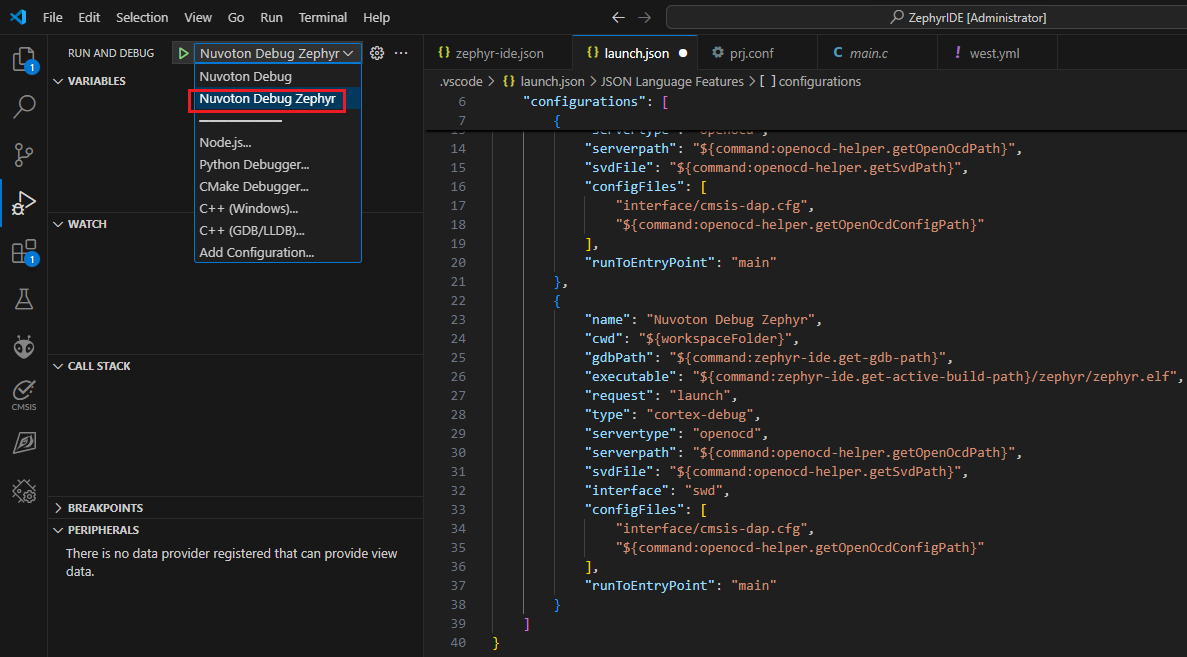 File Edit Selection View Go Run Terminal Help
ZephyrIDE [Administrator]
1
1
CMSIS
RUN AND DEBUG
Nuvoton Debug Zephyr
Nuvoton Debug
Nuvoton Debug Zephyr
Node.js...
Python Debugger...
CMake Debugger...
C++ (Windows)...
C++ (GDB/LLDB)...
Add Configuration...
VARIABLES
WATCH
CALL STACK
BREAKPOINTS
PERIPHERALS
There is no data provider registered that can provide view
data.
{} zephyr-ide.json {} launch.json prj.conf C main.c ! west.yml
.vscode > {} launch.json > JSON Language Features > [ ] configurations
6 "configurations": [
7 {
13 "servertype": "openocd",
14 "serverpath": "${command:openocd-helper.getOpenOcdPath}",
15 "svdFile": "${command:openocd-helper.getSvdPath}",
16 "configFiles": [
17 "interface/cmsis-dap.cfg",
18 "${command:openocd-helper.getOpenOcdConfigPath}"
19 ],
20 "runToEntryPoint": "main"
21 },
22 {
23 "name": "Nuvoton Debug Zephyr",
24 "cwd": "${workspaceFolder}",
25 "gdbPath": "${command:zephyr-ide.get-gdb-path}",
26 "executable": "${command:zephyr-ide.get-active-build-path}/zephyr/zephyr.elf",
27 "request": "launch",
28 "type": "cortex-debug",
29 "servertype": "openocd",
30 "serverpath": "${command:openocd-helper.getOpenOcdPath}",
31 "svdFile": "${command:openocd-helper.getSvdPath}",
32 "interface": "swd",
33 "configFiles": [
34 "interface/cmsis-dap.cfg",
35 "${command:openocd-helper.getOpenOcdConfigPath}"
36 ],
37 "runToEntryPoint": "main"
38 }
39 ]
40 }